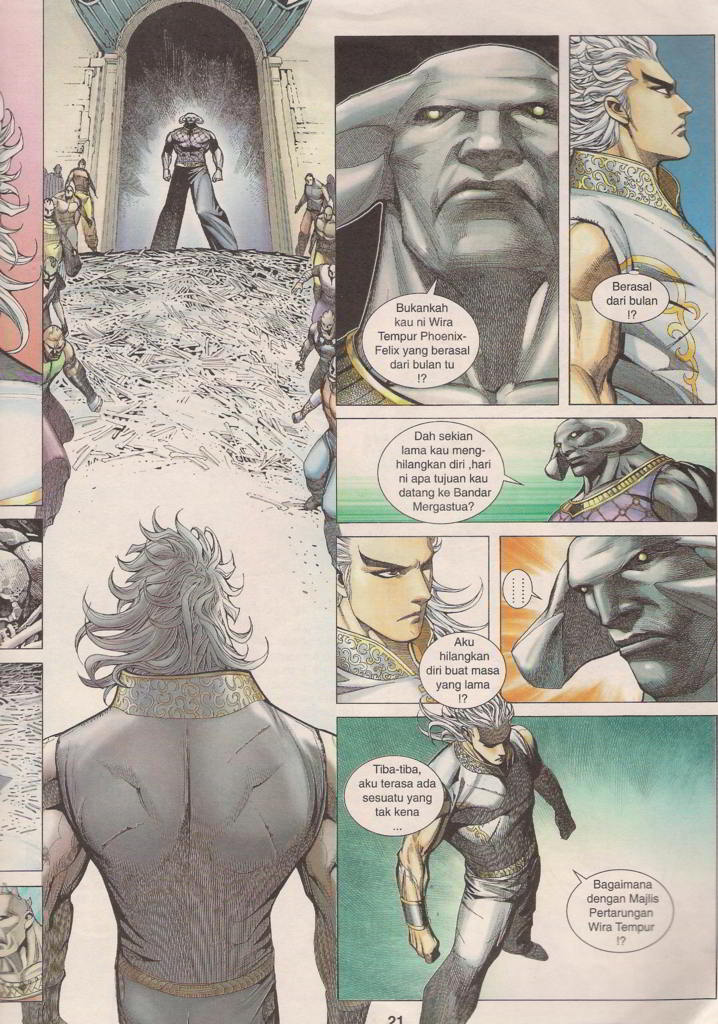 Bukankah
kau ni Wira
Tempur Phoenix-
Felix yang berasal
dari bulan tu
!?
Berasal
dari bulan
!?
Dah sekian
lama kau meng-
hilangkan diri ,hari
ni apa tujuan kau
datang ke Bandar
Mergastua?
Aku
hilangkan
diri buat masa
yang lama
!?
......
Tiba-tiba,
aku terasa ada
sesuatu yang
tak kena
...
Bagaimana
dengan Majlis
Pertarungan
Wira Tempur
!?
21